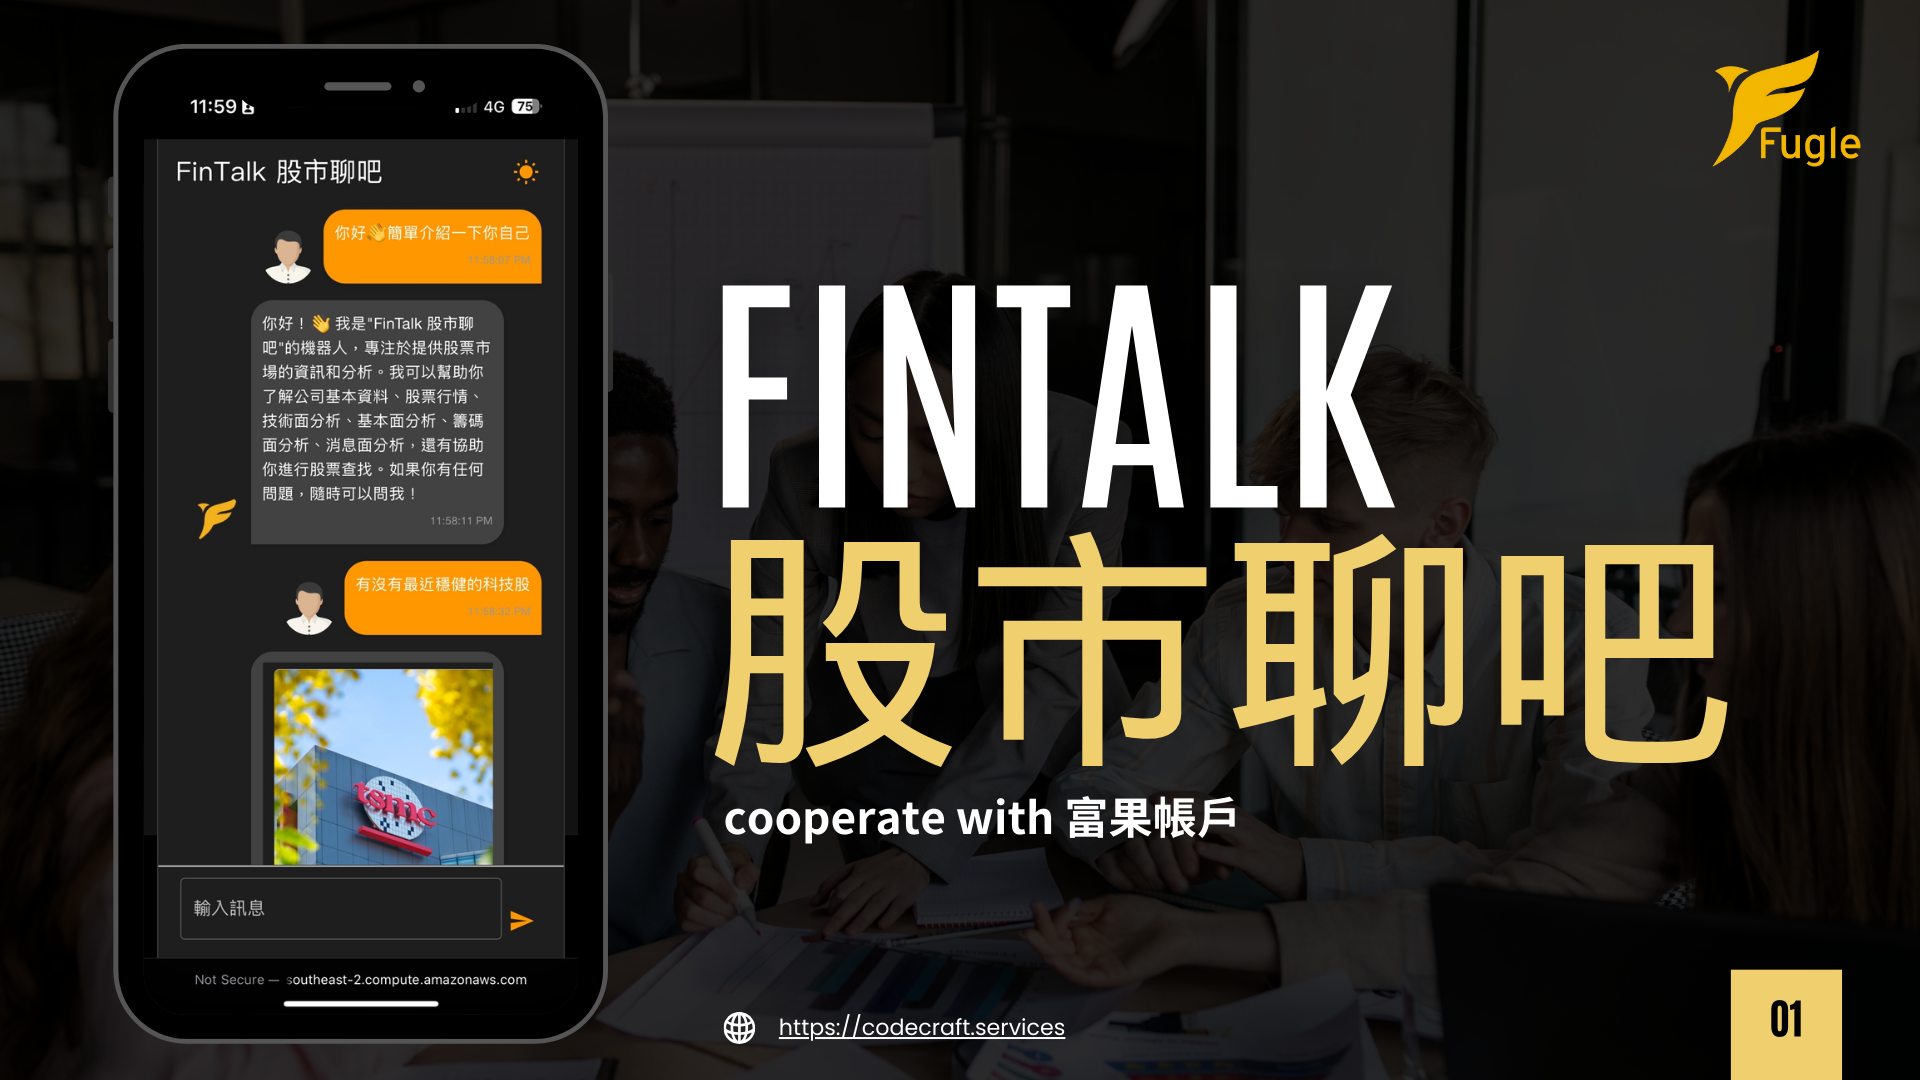 11:59
4G 75
FinTalk 股市聊吧
你好👋簡單介紹一下你自己
11:58:07 PM
你好！👋 我是"FinTalk 股市聊
吧"的機器人，專注於提供股票市
場的資訊和分析。我可以幫助你
了解公司基本資料、股票行情、
技術面分析、基本面分析、籌碼
面分析、消息面分析，還有協助
你進行股票查找。如果你有任何
問題，隨時可以問我！
11:58:11 PM
有沒有最近穩健的科技股
11:58:32 PM
tsmc
輸入訊息
Not Secure — southeast-2.compute.amazonaws.com
Fugle
FINTALK
股市聊吧
cooperate with 富果帳戶
https://codecraft.services
01